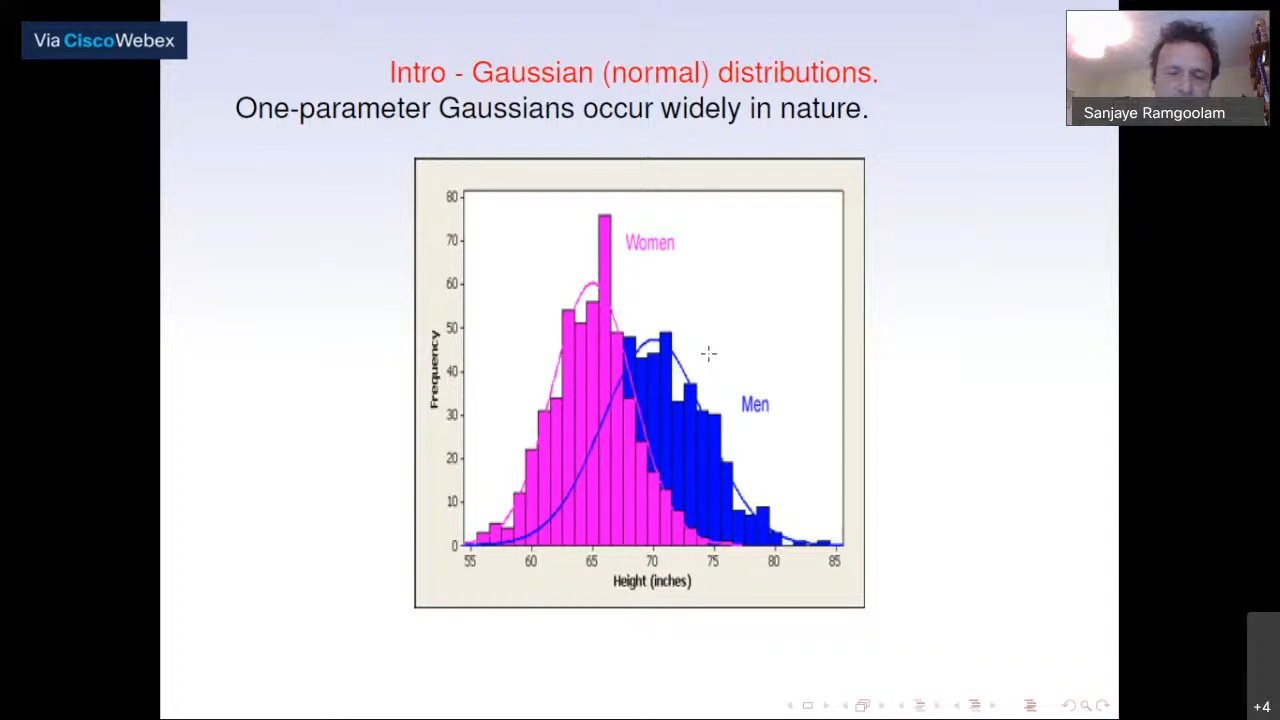 Via CiscoWebex
Intro - Gaussian (normal) distributions.
One-parameter Gaussians occur widely in nature.
Sanjaye Ramgoolam
80
70
60
50
40
30
20
10
0
Frequency
Women
Men
55 60 65 70 75 80 85
Height (inches)
+4